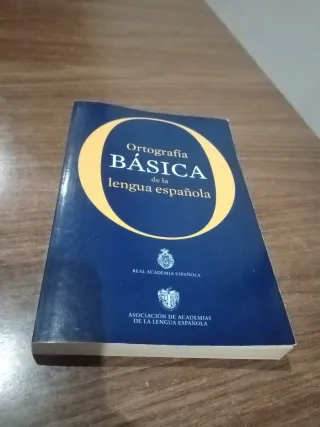 Ortografía
BÁSICA
de la
lengua española
REAL ACADEMIA ESPAÑOLA
ASOCIACIÓN DE ACADEMIAS
DE LA LENGUA ESPAÑOLA